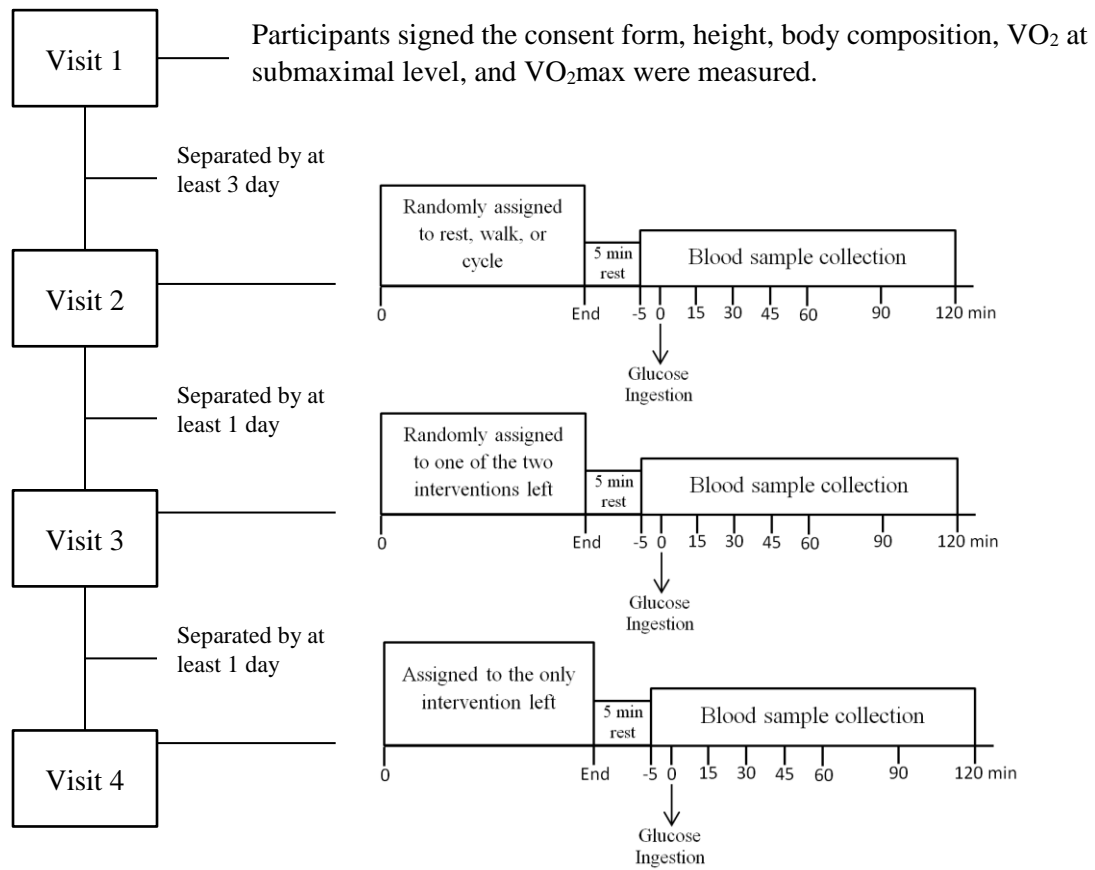 Visit 1
Participants signed the consent form, height, body composition, VO₂ at
submaximal level, and VO₂max were measured.
Separated by at
least 3 day
Visit 2
Randomly assigned
to rest, walk, or
cycle
5 min
rest
Blood sample collection
0
End
-5 0 15 30 45 60 90 120 min
Glucose
Ingestion
Separated by at
least 1 day
Visit 3
Randomly assigned
to one of the two
interventions left
5 min
rest
Blood sample collection
0
End
-5 0 15 30 45 60 90 120 min
Glucose
Ingestion
Separated by at
least 1 day
Visit 4
Assigned to the only
intervention left
5 min
rest
Blood sample collection
0
End
-5 0 15 30 45 60 90 120 min
Glucose
Ingestion